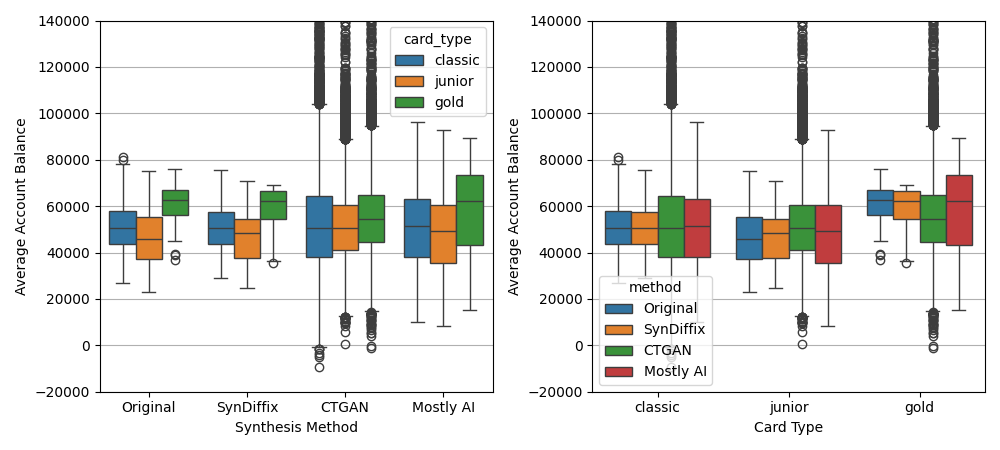 140000
120000
100000
80000
60000
40000
20000
0
−20000
Average Account Balance
card_type
classic
junior
gold
Original
SynDiffix
CTGAN
Mostly AI
Synthesis Method
140000
120000
100000
80000
60000
40000
20000
0
−20000
Average Account Balance
method
Original
SynDiffix
CTGAN
Mostly AI
classic
junior
gold
Card Type